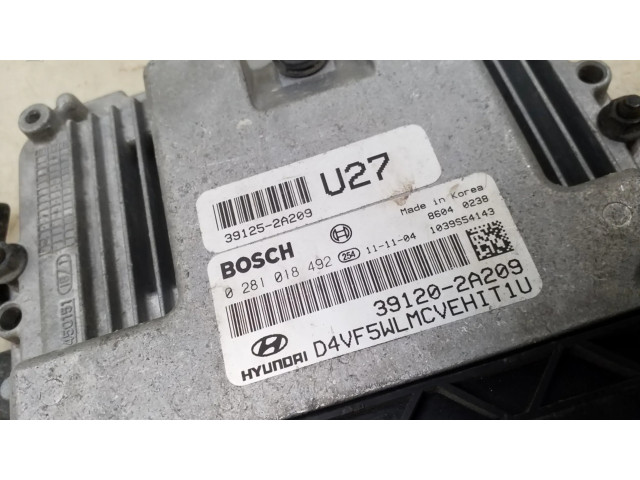 U27
39125-2A209
BOSCH
Made in Korea
8604 0238
0 281 018 492 254 11-11-04 1039S54143
39120-2A209
HYUNDAI D4VF5WLMCVEHIT1U